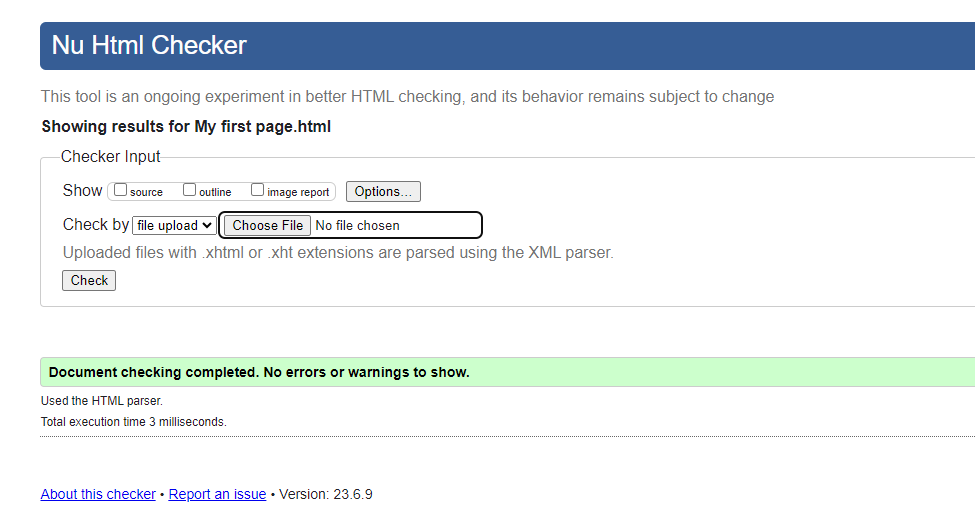 Nu Html Checker
This tool is an ongoing experiment in better HTML checking, and its behavior remains subject to change
Showing results for My first page.html
Checker Input
Show source outline image report Options...
Check by file upload Choose File No file chosen
Uploaded files with .xhtml or .xht extensions are parsed using the XML parser.
Check
Document checking completed. No errors or warnings to show.
Used the HTML parser.
Total execution time 3 milliseconds.
About this checker • Report an issue • Version: 23.6.9